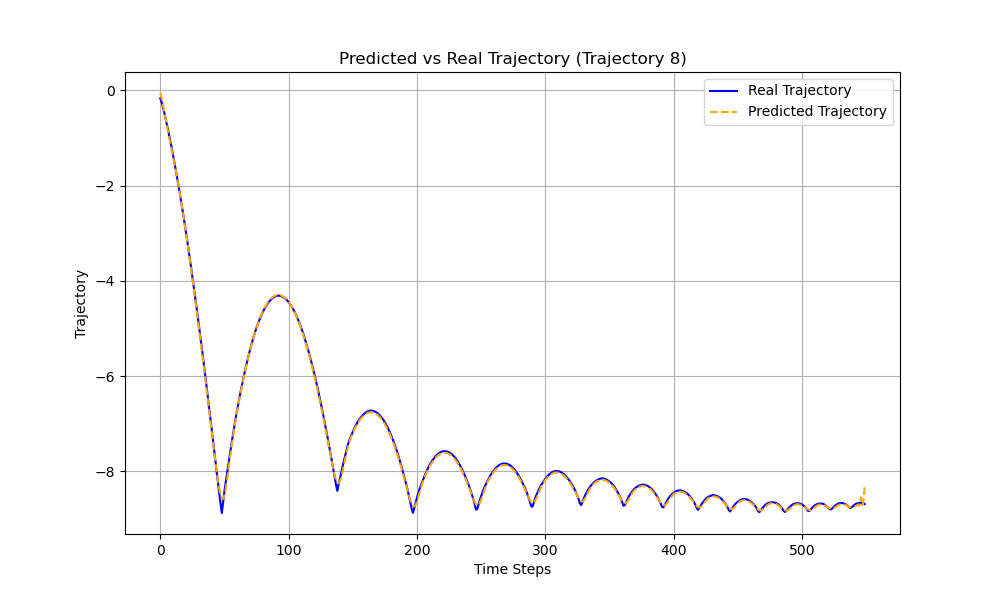 Predicted vs Real Trajectory (Trajectory 8)
Real Trajectory
Predicted Trajectory
Trajectory
0
−2
−4
−6
−8
0 100 200 300 400 500
Time Steps